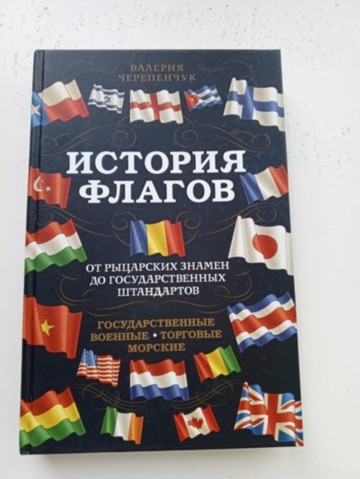 ВАЛЕРИЯ
ЧЕРЕПЕНЧУК
ИСТОРИЯ
ФЛАГОВ
ОТ РЫЦАРСКИХ ЗНАМЕН
ДО ГОСУДАРСТВЕННЫХ
ШТАНДАРТОВ
ГОСУДАРСТВЕННЫЕ
ВОЕННЫЕ • ТОРГОВЫЕ
МОРСКИЕ